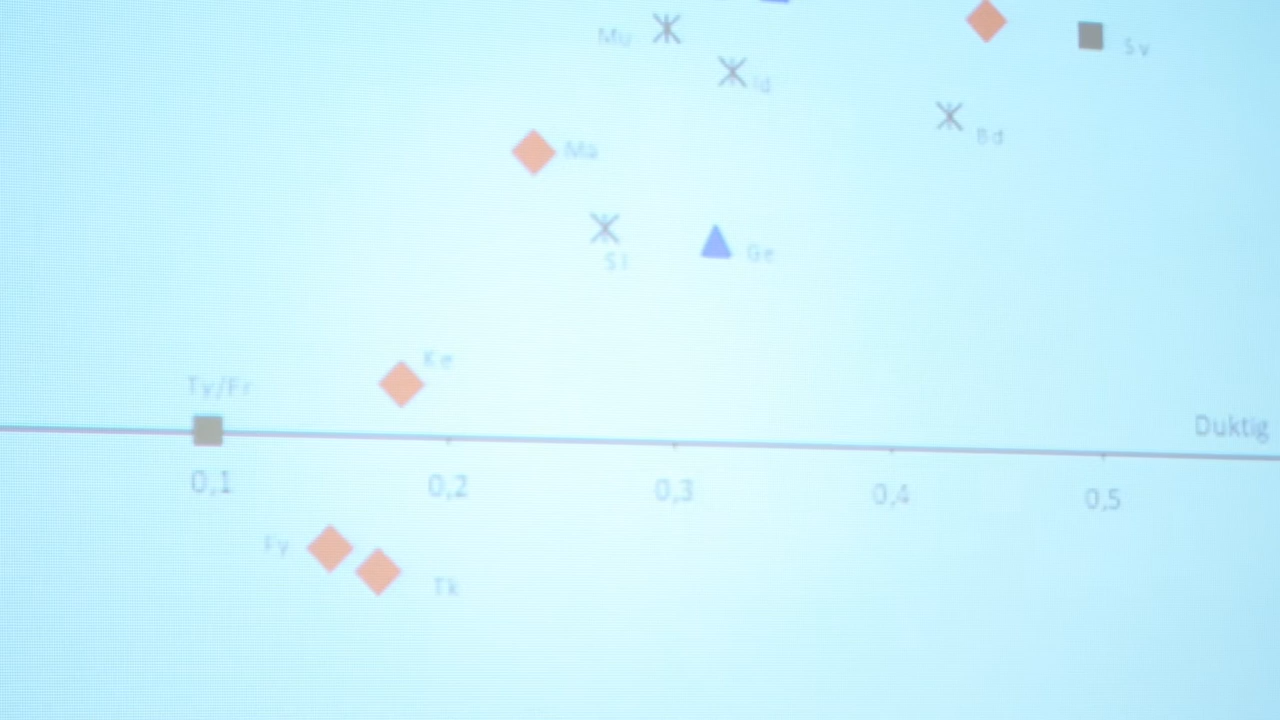 Mu
Sv
Id
Bd
Ma
Ge
Sl
Ke
Ty/Fr
Duktig
0,1
0,2
0,3
0,4
0,5
Fy
Tk